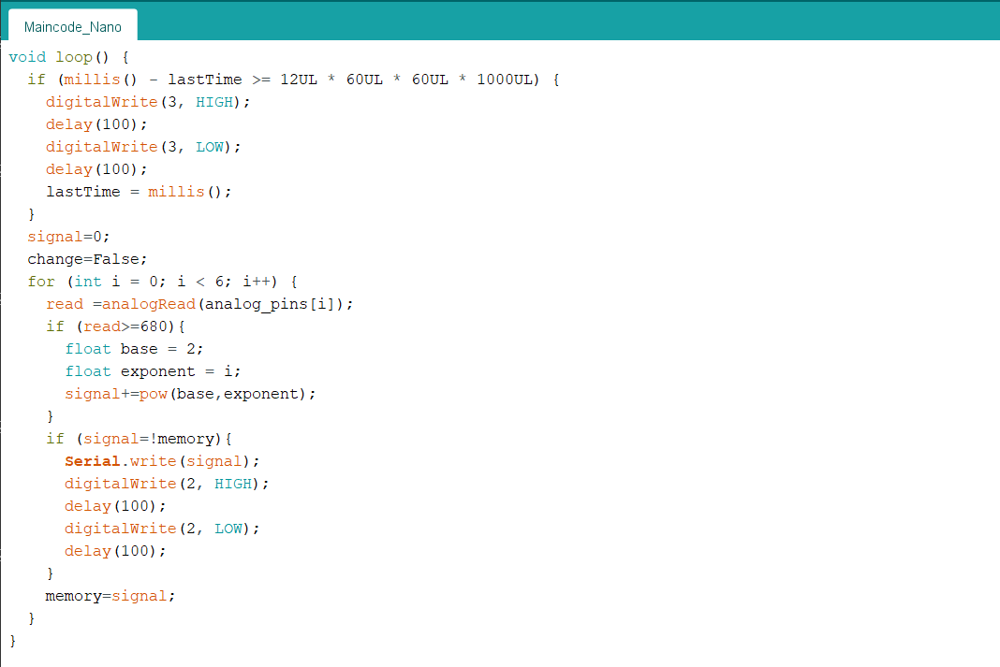 Maincode_Nano
void loop() {
  if (millis() - lastTime >= 12UL * 60UL * 60UL * 1000UL) {
    digitalWrite(3, HIGH);
    delay(100);
    digitalWrite(3, LOW);
    delay(100);
    lastTime = millis();
  }
  signal=0;
  change=False;
  for (int i = 0; i < 6; i++) {
    read =analogRead(analog_pins[i]);
    if (read>=680){
      float base = 2;
      float exponent = i;
      signal+=pow(base,exponent);
    }
    if (signal=!memory){
      Serial.write(signal);
      digitalWrite(2, HIGH);
      delay(100);
      digitalWrite(2, LOW);
      delay(100);
    }
    memory=signal;
  }
}